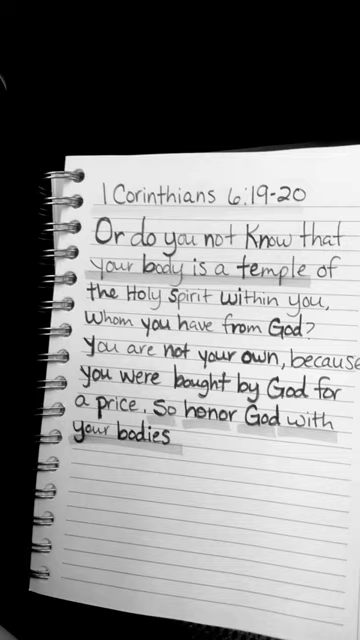 1 Corinthians 6:19-20
Or do you not know that
your body is a temple of
the Holy Spirit within you,
whom you have from God?
You are not your own, because
you were bought by God for
a price. So honor God with
your bodies